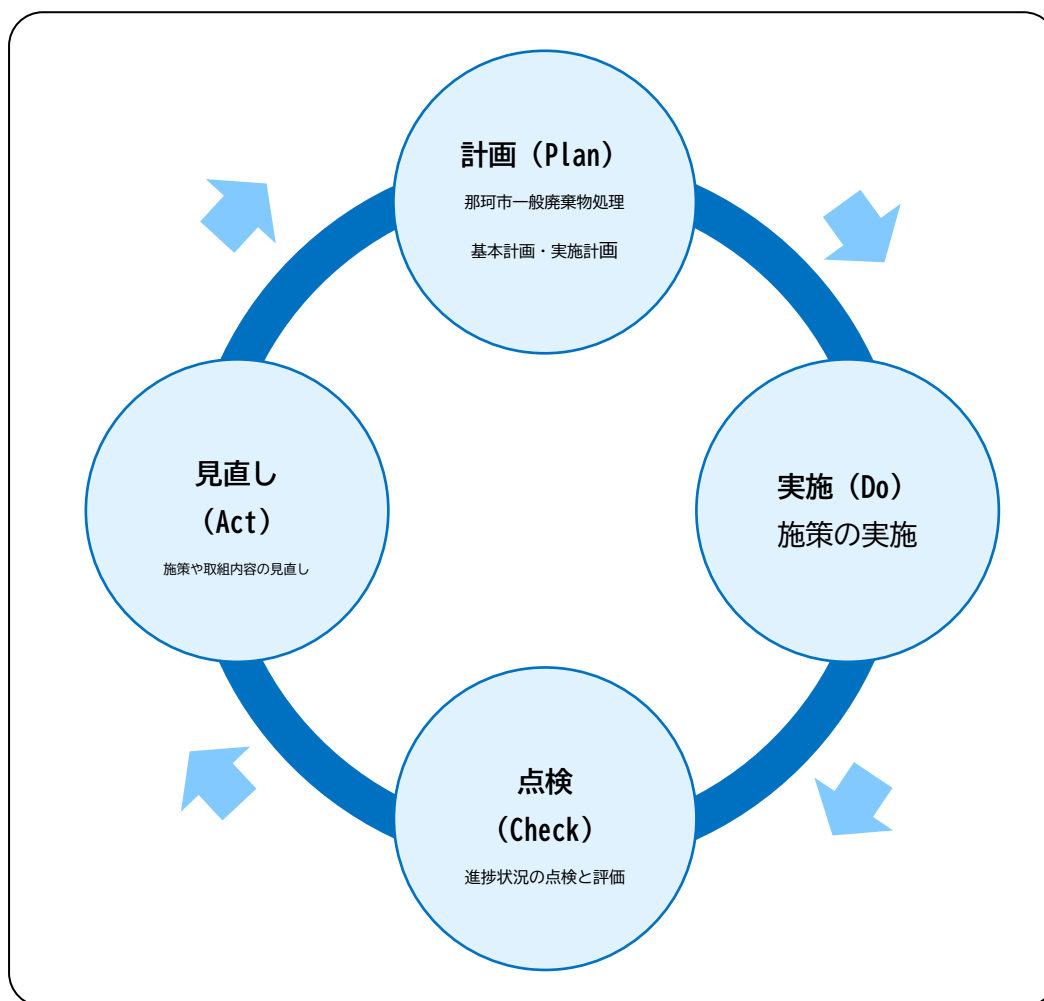 計画（Plan）
那珂市一般廃棄物処理
基本計画・実施計画
実施（Do）
施策の実施
点検
（Check）
進捗状況の点検と評価
見直し
（Act）
施策や取組内容の見直し